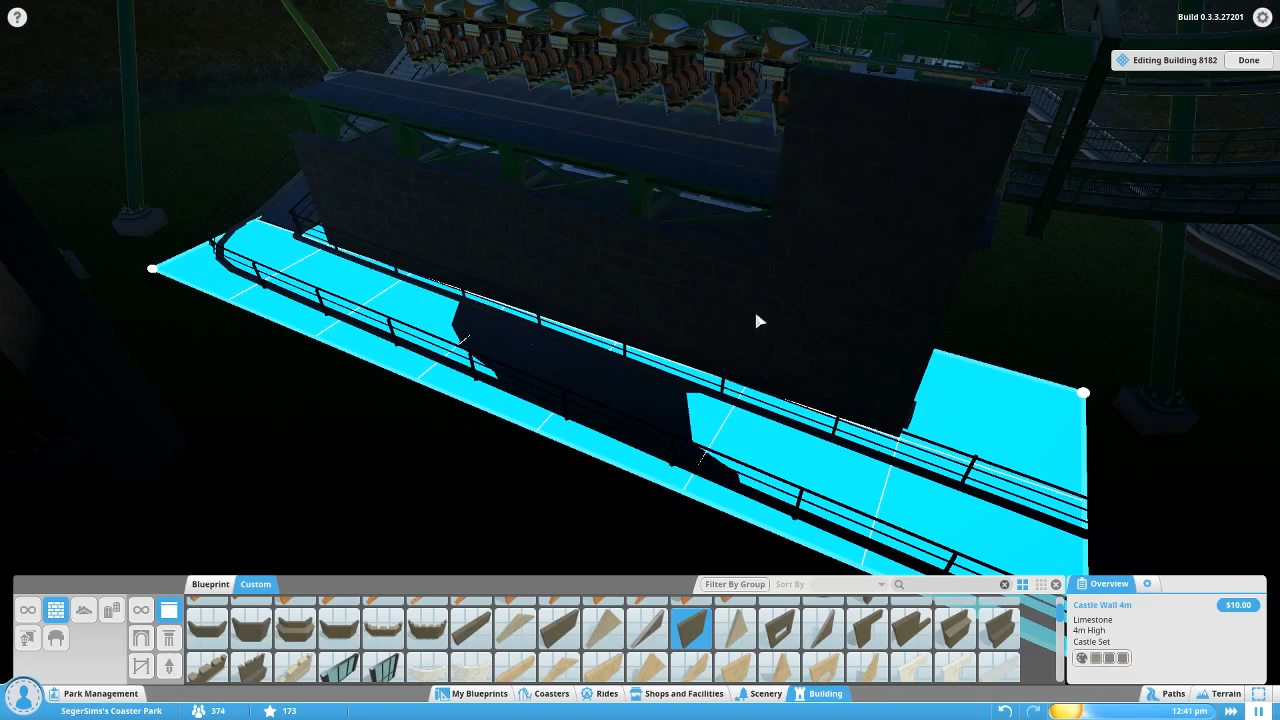 ?
Build 0.3.3.27201
Editing Building 8182
Done
Blueprint
Custom
Filter By Group
Sort By
Overview
Castle Wall 4m
$10.00
Limestone
4m High
Castle Set
Park Management
My Blueprints
Coasters
Rides
Shops and Facilities
Scenery
Building
Paths
Terrain
SegerSims's Coaster Park
374
173
12:41 pm